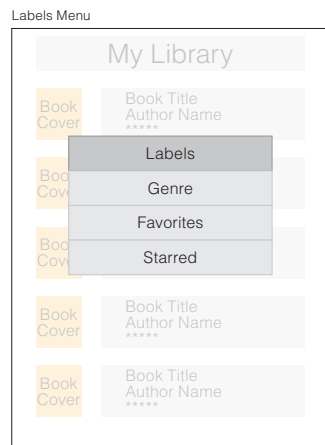 Labels Menu
My Library
Book
Cover
Book Title
Author Name
*****
Labels
Genre
Favorites
Starred
Book
Cover
Book Title
Author Name
*****
Book
Cover
Book Title
Author Name
*****